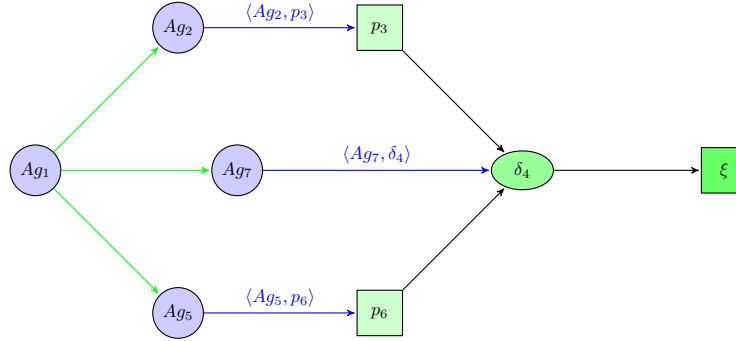 Ag₂
⟨Ag₂, p₃⟩
p₃
Ag₁
Ag₇
⟨Ag₇, δ₄⟩
δ₄
ξ
Ag₅
⟨Ag₅, p₆⟩
p₆